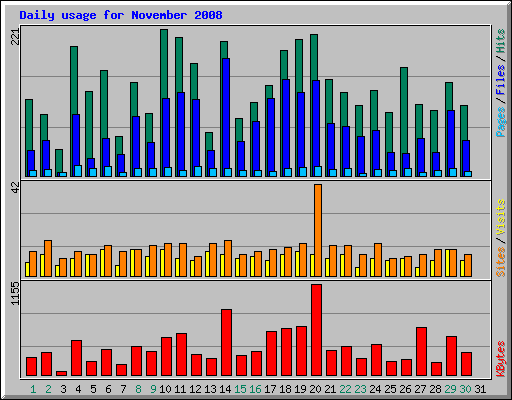 Daily usage for November 2008
221
Pages / Files / Hits
42
Sites / Visits
1155
KBytes
1 2 3 4 5 6 7 8 9 10 11 12 13 14 15 16 17 18 19 20 21 22 23 24 25 26 27 28 29 30 31